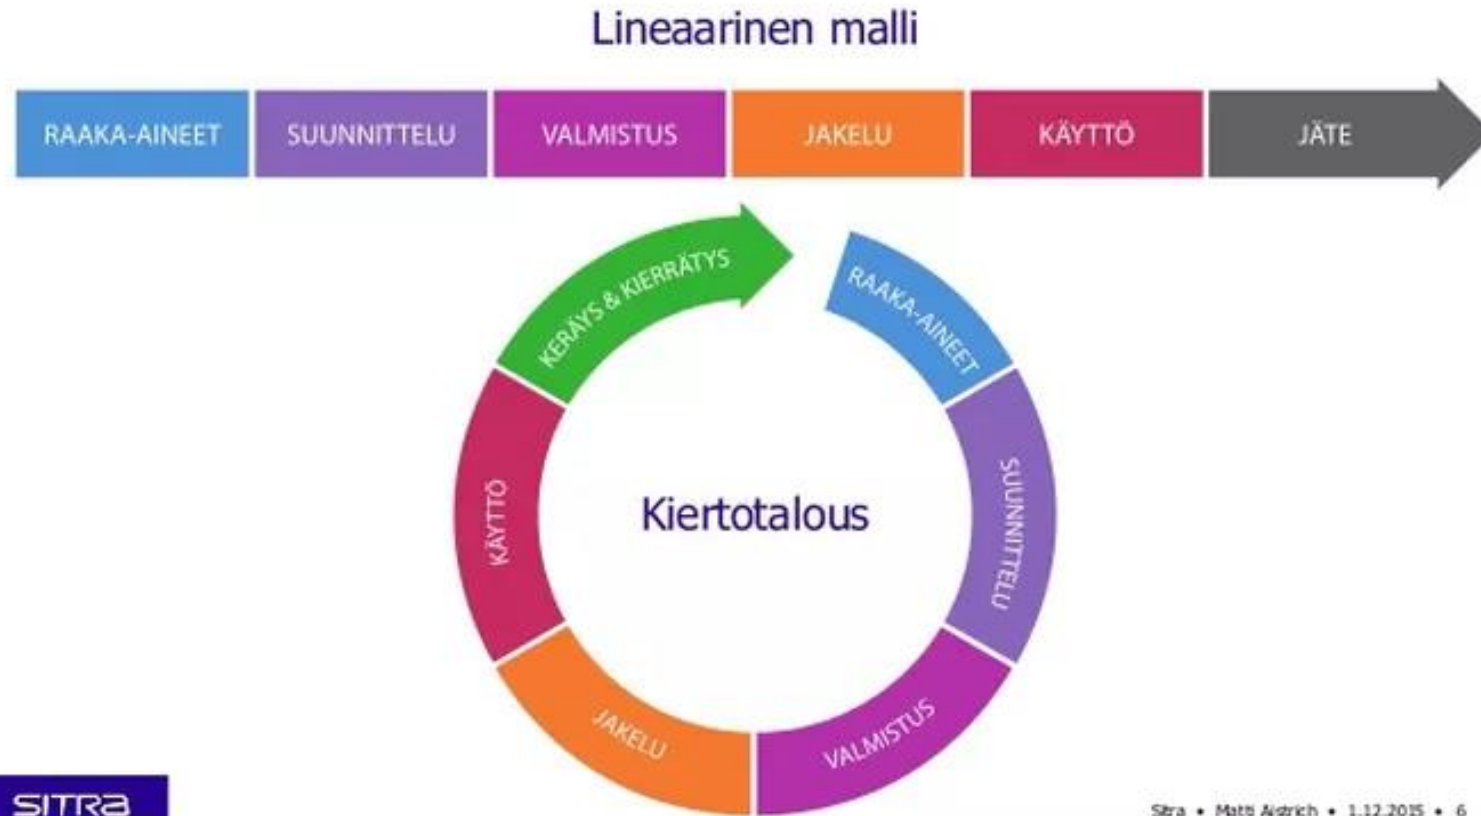 Lineaarinen malli
RAAKA-AINEET SUUNNITTELU VALMISTUS JAKELU KÄYTTÖ JÄTE
RAAKA-AINEET
SUUNNITTELU
VALMISTUS
JAKELU
KÄYTTÖ
KERÄYS & KIERRÄTYS
Kiertotalous
SITRA
Sitra • Matti Aistrich • 1.12.2015 • 6